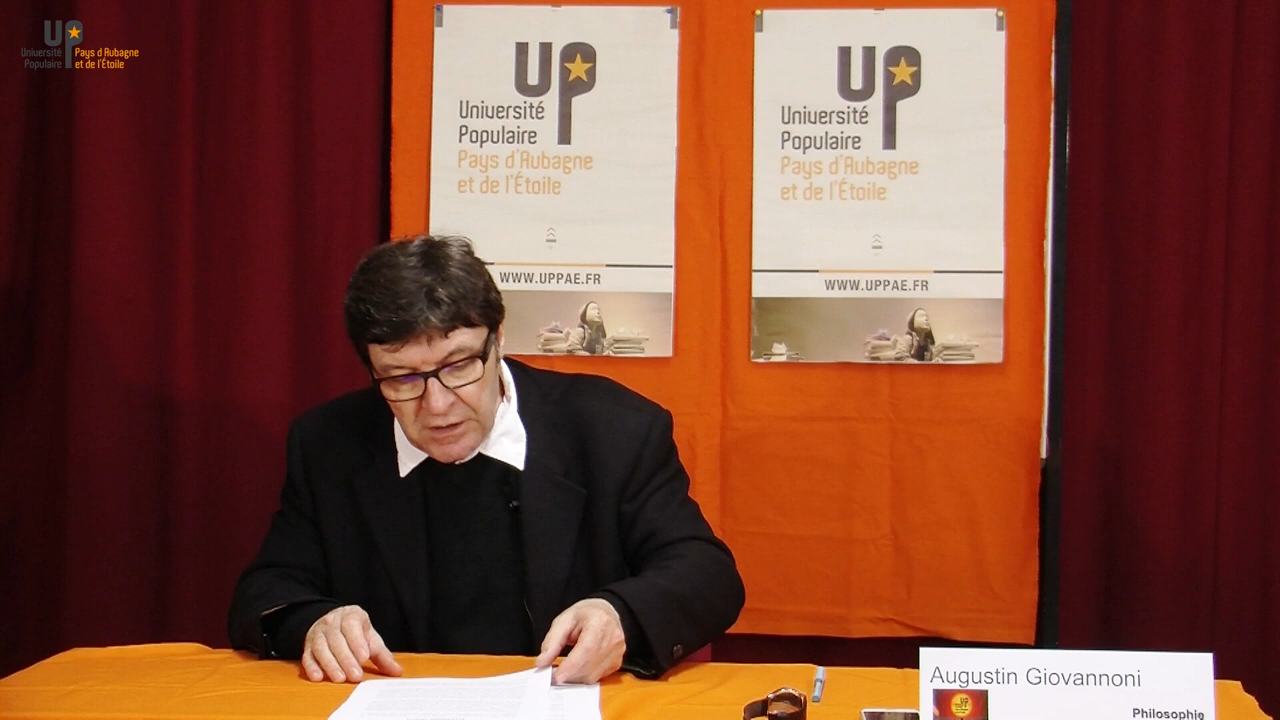 UP
Université
Populaire
Pays d'Aubagne
et de l'Étoile
UP
Université
Populaire
Pays d'Aubagne
et de l'Étoile
WWW.UPPAE.FR
UP
Université
Populaire
Pays d'Aubagne
et de l'Étoile
WWW.UPPAE.FR
Augustin Giovannoni
UP
Philosophie